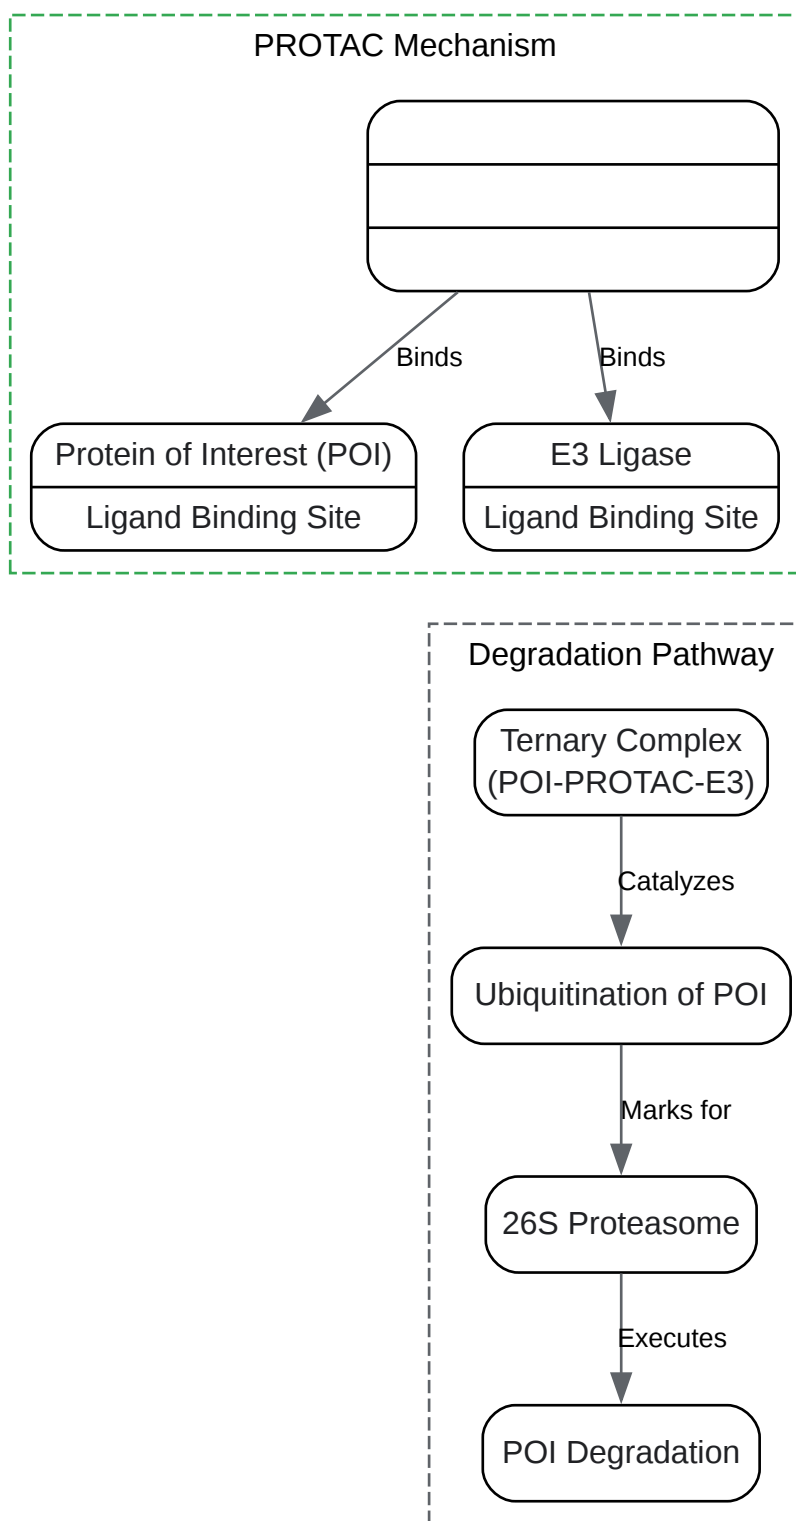 PROTAC Mechanism
Binds
Binds
Protein of Interest (POI)
Ligand Binding Site
E3 Ligase
Ligand Binding Site
Degradation Pathway
Ternary Complex
(POI-PROTAC-E3)
Catalyzes
Ubiquitination of POI
Marks for
26S Proteasome
Executes
POI Degradation